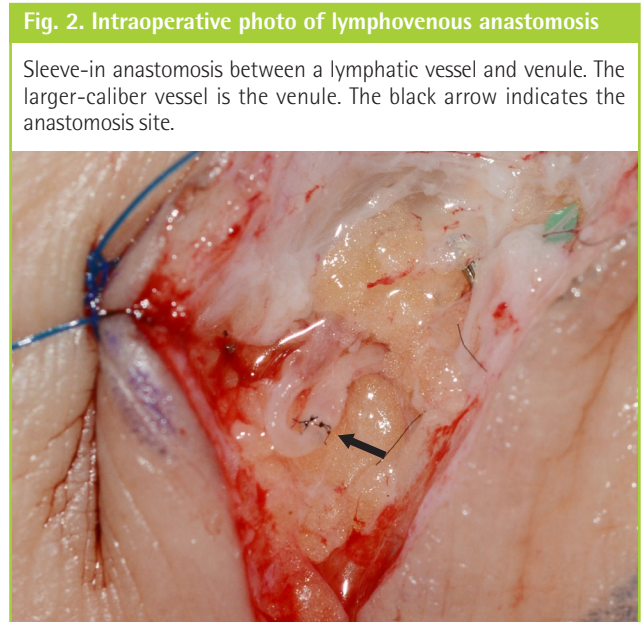 Fig. 2. Intraoperative photo of lymphovenous anastomosis
Sleeve-in anastomosis between a lymphatic vessel and venule. The
larger-caliber vessel is the venule. The black arrow indicates the
anastomosis site.